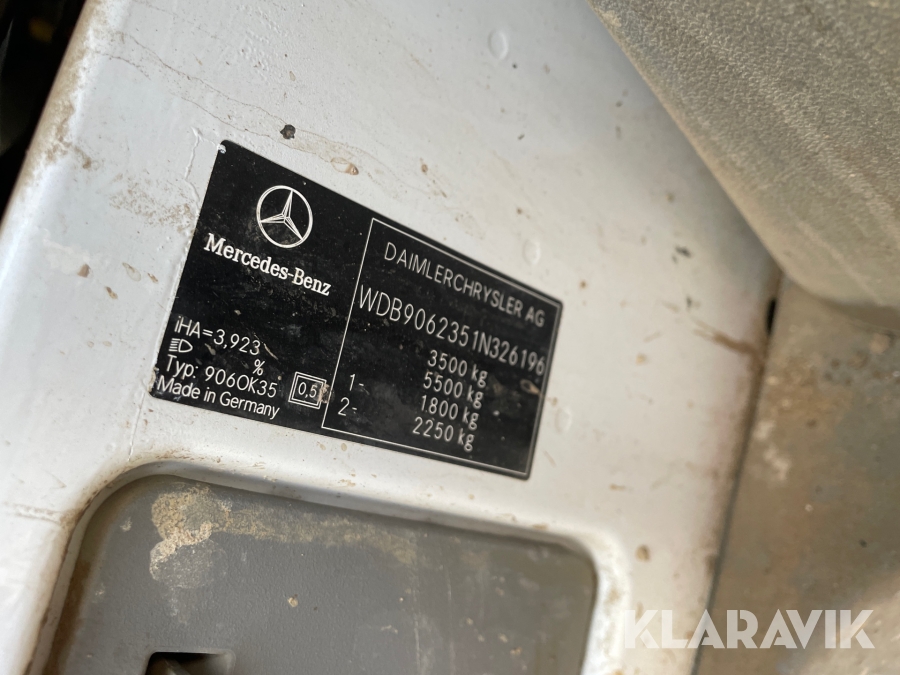 Mercedes-Benz
iHA=3,923
%
Typ: 906OK35
0,5
Made in Germany
DAIMLERCHRYSLER AG
WDB9062351N326196
3500 kg
5500 kg
1- 1800 kg
2- 2250 kg
KLARAVIK